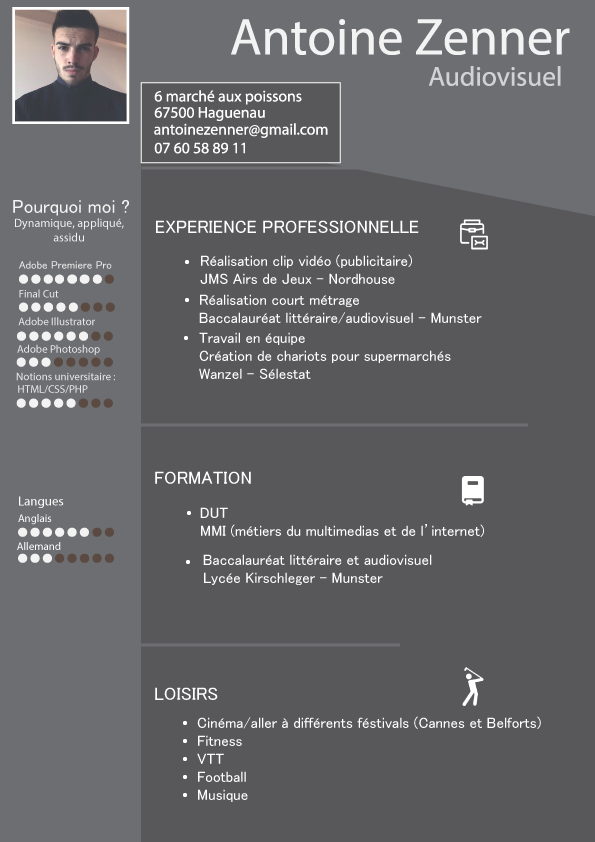 Antoine Zenner
Audiovisuel
6 marché aux poissons
67500 Haguenau
antoinezenner@gmail.com
07 60 58 89 11
Pourquoi moi ?
Dynamique, appliqué,
assidu
Adobe Premiere Pro
Final Cut
Adobe Illustrator
Adobe Photoshop
Notions universitaire :
HTML/CSS/PHP
Langues
Anglais
Allemand
EXPERIENCE PROFESSIONNELLE
• Réalisation clip vidéo (publicitaire)
JMS Airs de Jeux – Nordhouse
• Réalisation court métrage
Baccalauréat littéraire/audiovisuel – Munster
• Travail en équipe
Création de chariots pour supermarchés
Wanzel – Sélestat
FORMATION
• DUT
MMI (métiers du multimedias et de l’internet)
• Baccalauréat littéraire et audiovisuel
Lycée Kirschleger – Munster
LOISIRS
• Cinéma/aller à différents féstivals (Cannes et Belforts)
• Fitness
• VTT
• Football
• Musique